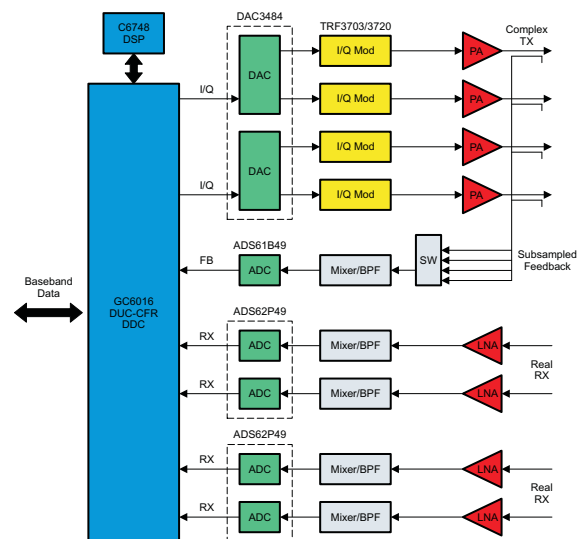 DAC3484
TRF3703/3720
Complex
TX
C6748
DSP
I/Q
DAC
I/Q Mod
PA
I/Q Mod
PA
I/Q
DAC
I/Q Mod
PA
I/Q Mod
PA
ADS61B49
FB
ADC
Mixer/BPF
SW
Subsampled
Feedback
Baseband
Data
GC6016
DUC-CFR
DDC
ADS62P49
RX
ADC
Mixer/BPF
LNA
RX
ADC
Mixer/BPF
LNA
Real
RX
ADS62P49
RX
ADC
Mixer/BPF
LNA
RX
ADC
Mixer/BPF
LNA
Real
RX